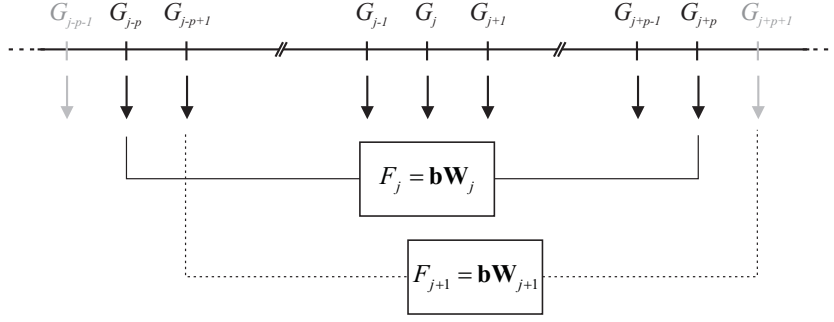 G_{j-p-1} G_{j-p} G_{j-p+1} G_{j-1} G_j G_{j+1} G_{j+p-1} G_{j+p} G_{j+p+1}
F_j = bW_j
F_{j+1} = bW_{j+1}